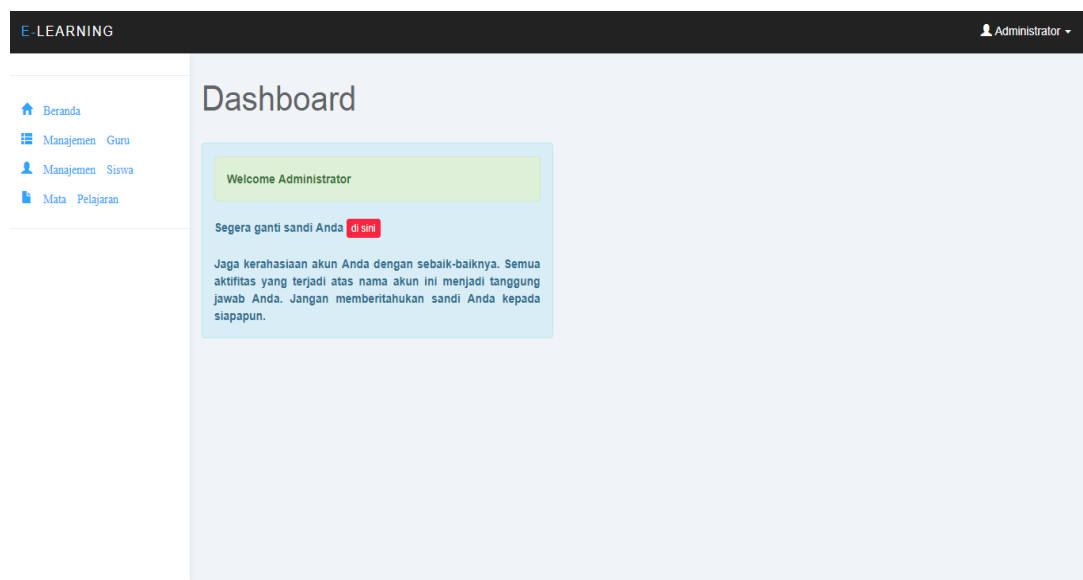 E-LEARNING
Administrator
Beranda
Manajemen Guru
Manajemen Siswa
Mata Pelajaran
Dashboard
Welcome Administrator
Segera ganti sandi Anda di sini
Jaga kerahasiaan akun Anda dengan sebaik-baiknya. Semua
aktifitas yang terjadi atas nama akun ini menjadi tanggung
jawab Anda. Jangan memberitahukan sandi Anda kepada
siapapun.